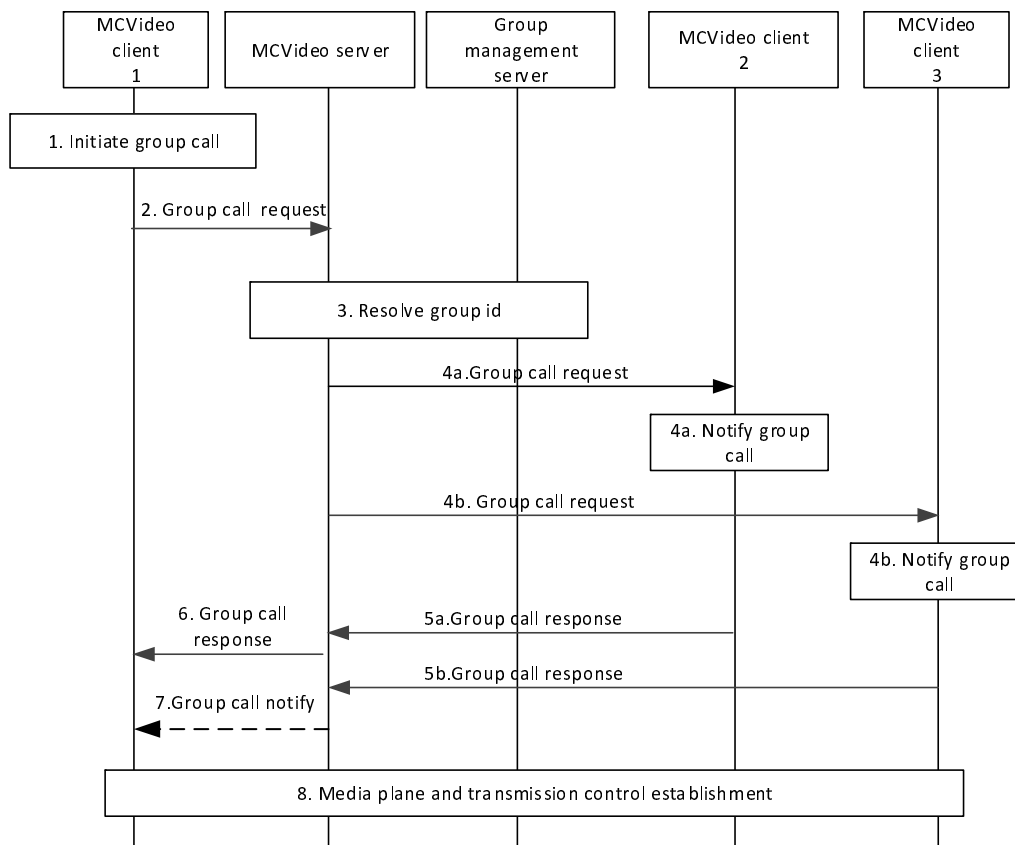 MCVideo
client
1
MCVideo server
Group
management
server
MCVideo client
2
MCVideo
client
3
1. Initiate group call
2. Group call request
3. Resolve group id
4a.Group call request
4a. Notify group
call
4b. Group call request
4b. Notify group
call
6. Group call
response
5a.Group call response
5b.Group call response
7.Group call notify
8. Media plane and transmission control establishment